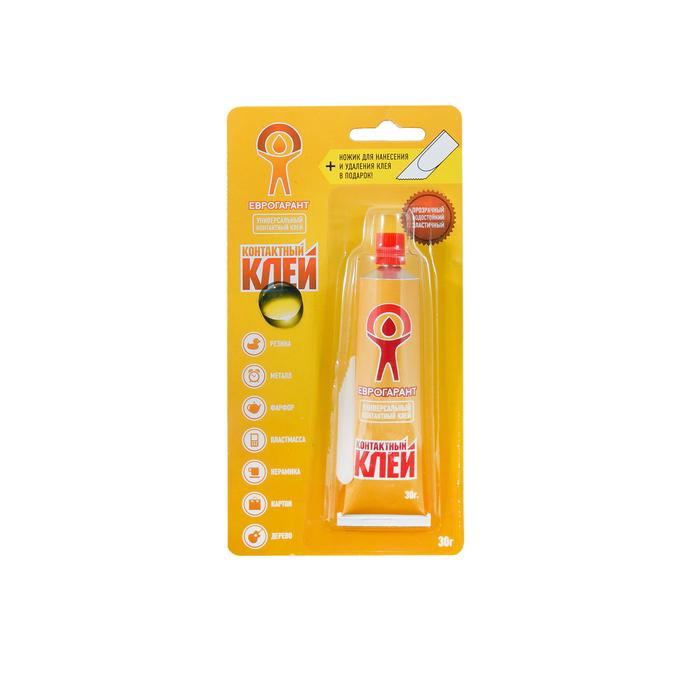 ЕВРОГАРАНТ
УНИВЕРСАЛЬНЫЙ
КОНТАКТНЫЙ КЛЕЙ
КОНТАКТНЫЙ
КЛЕЙ
+ НОЖИК ДЛЯ НАНЕСЕНИЯ
И УДАЛЕНИЯ КЛЕЯ
В ПОДАРОК!
ПРОЗРАЧНЫЙ
ВОДОСТОЙКИЙ
ЭЛАСТИЧНЫЙ
РЕЗИНА
МЕТАЛЛ
ФАРФОР
ПЛАСТМАССА
КЕРАМИКА
КАРТОН
ДЕРЕВО
ЕВРОГАРАНТ
УНИВЕРСАЛЬНЫЙ
КОНТАКТНЫЙ КЛЕЙ
КОНТАКТНЫЙ
КЛЕЙ
30г.
30г